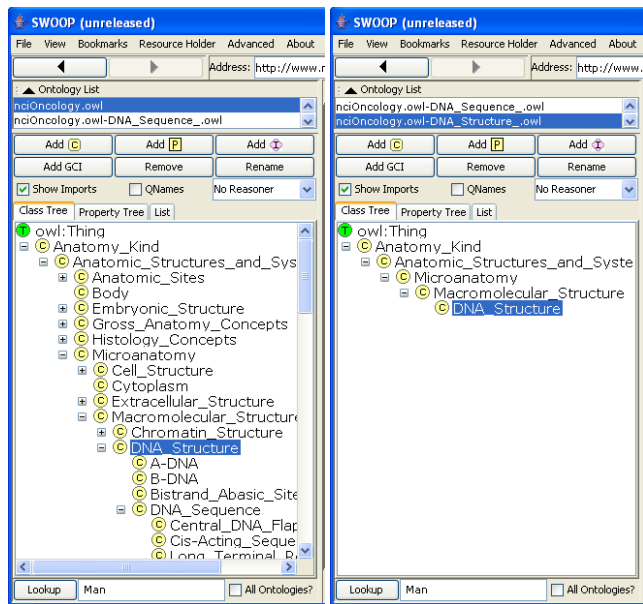 SWOOP (unreleased)
File View Bookmarks Resource Holder Advanced About
Address: http://www.
Ontology List
nciOncology.owl
nciOncology.owl-DNA_Sequence_.owl
Add C Add P Add I
Add GCI Remove Rename
Show Imports QNames No Reasoner
Class Tree Property Tree List
T owl:Thing
C Anatomy_Kind
C Anatomic_Structures_and_Sys
C Anatomic_Sites
C Body
C Embryonic_Structure
C Gross_Anatomy_Concepts
C Histology_Concepts
C Microanatomy
C Cell_Structure
C Cytoplasm
C Extracellular_Structure
C Macromolecular_Structure
C Chromatin_Structure
C DNA_Structure
C A-DNA
C B-DNA
C Bistrand_Abasic_Site
C DNA_Sequence
C Central_DNA_Flap
C Cis-Acting_Seque
C Long_Terminal_R
Lookup Man All Ontologies?
SWOOP (unreleased)
File View Bookmarks Resource Holder Advanced About
Address: http://www.
Ontology List
nciOncology.owl-DNA_Sequence_.owl
nciOncology.owl-DNA_Structure_.owl
Add C Add P Add I
Add GCI Remove Rename
Show Imports QNames No Reasoner
Class Tree Property Tree List
T owl:Thing
C Anatomy_Kind
C Anatomic_Structures_and_Syste
C Microanatomy
C Macromolecular_Structure
C DNA_Structure
Lookup Man All Ontologies?